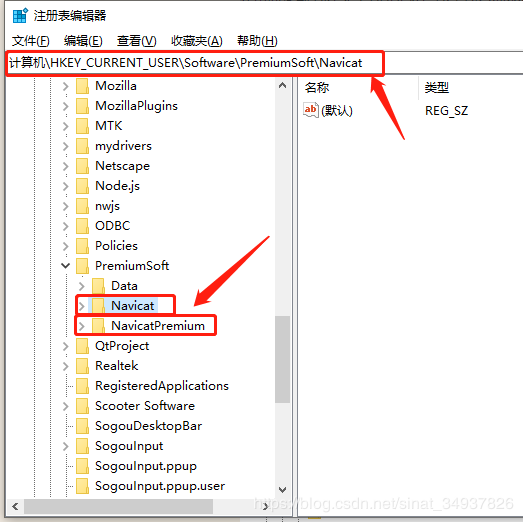 注册表编辑器
文件(F) 编辑(E) 查看(V) 收藏夹(A) 帮助(H)
计算机\HKEY_CURRENT_USER\Software\PremiumSoft\Navicat
Mozilla
MozillaPlugins
MTK
mydrivers
Netscape
Node.js
nwjs
ODBC
Policies
PremiumSoft
Data
Navicat
NavicatPremium
QtProject
Realtek
RegisteredApplications
Scooter Software
SogouDesktopBar
SogouInput
SogouInput.ppup
SogouInput.ppup.user
名称 类型
ab (默认) REG_SZ
https://blog.csdn.net/sinat_34937826